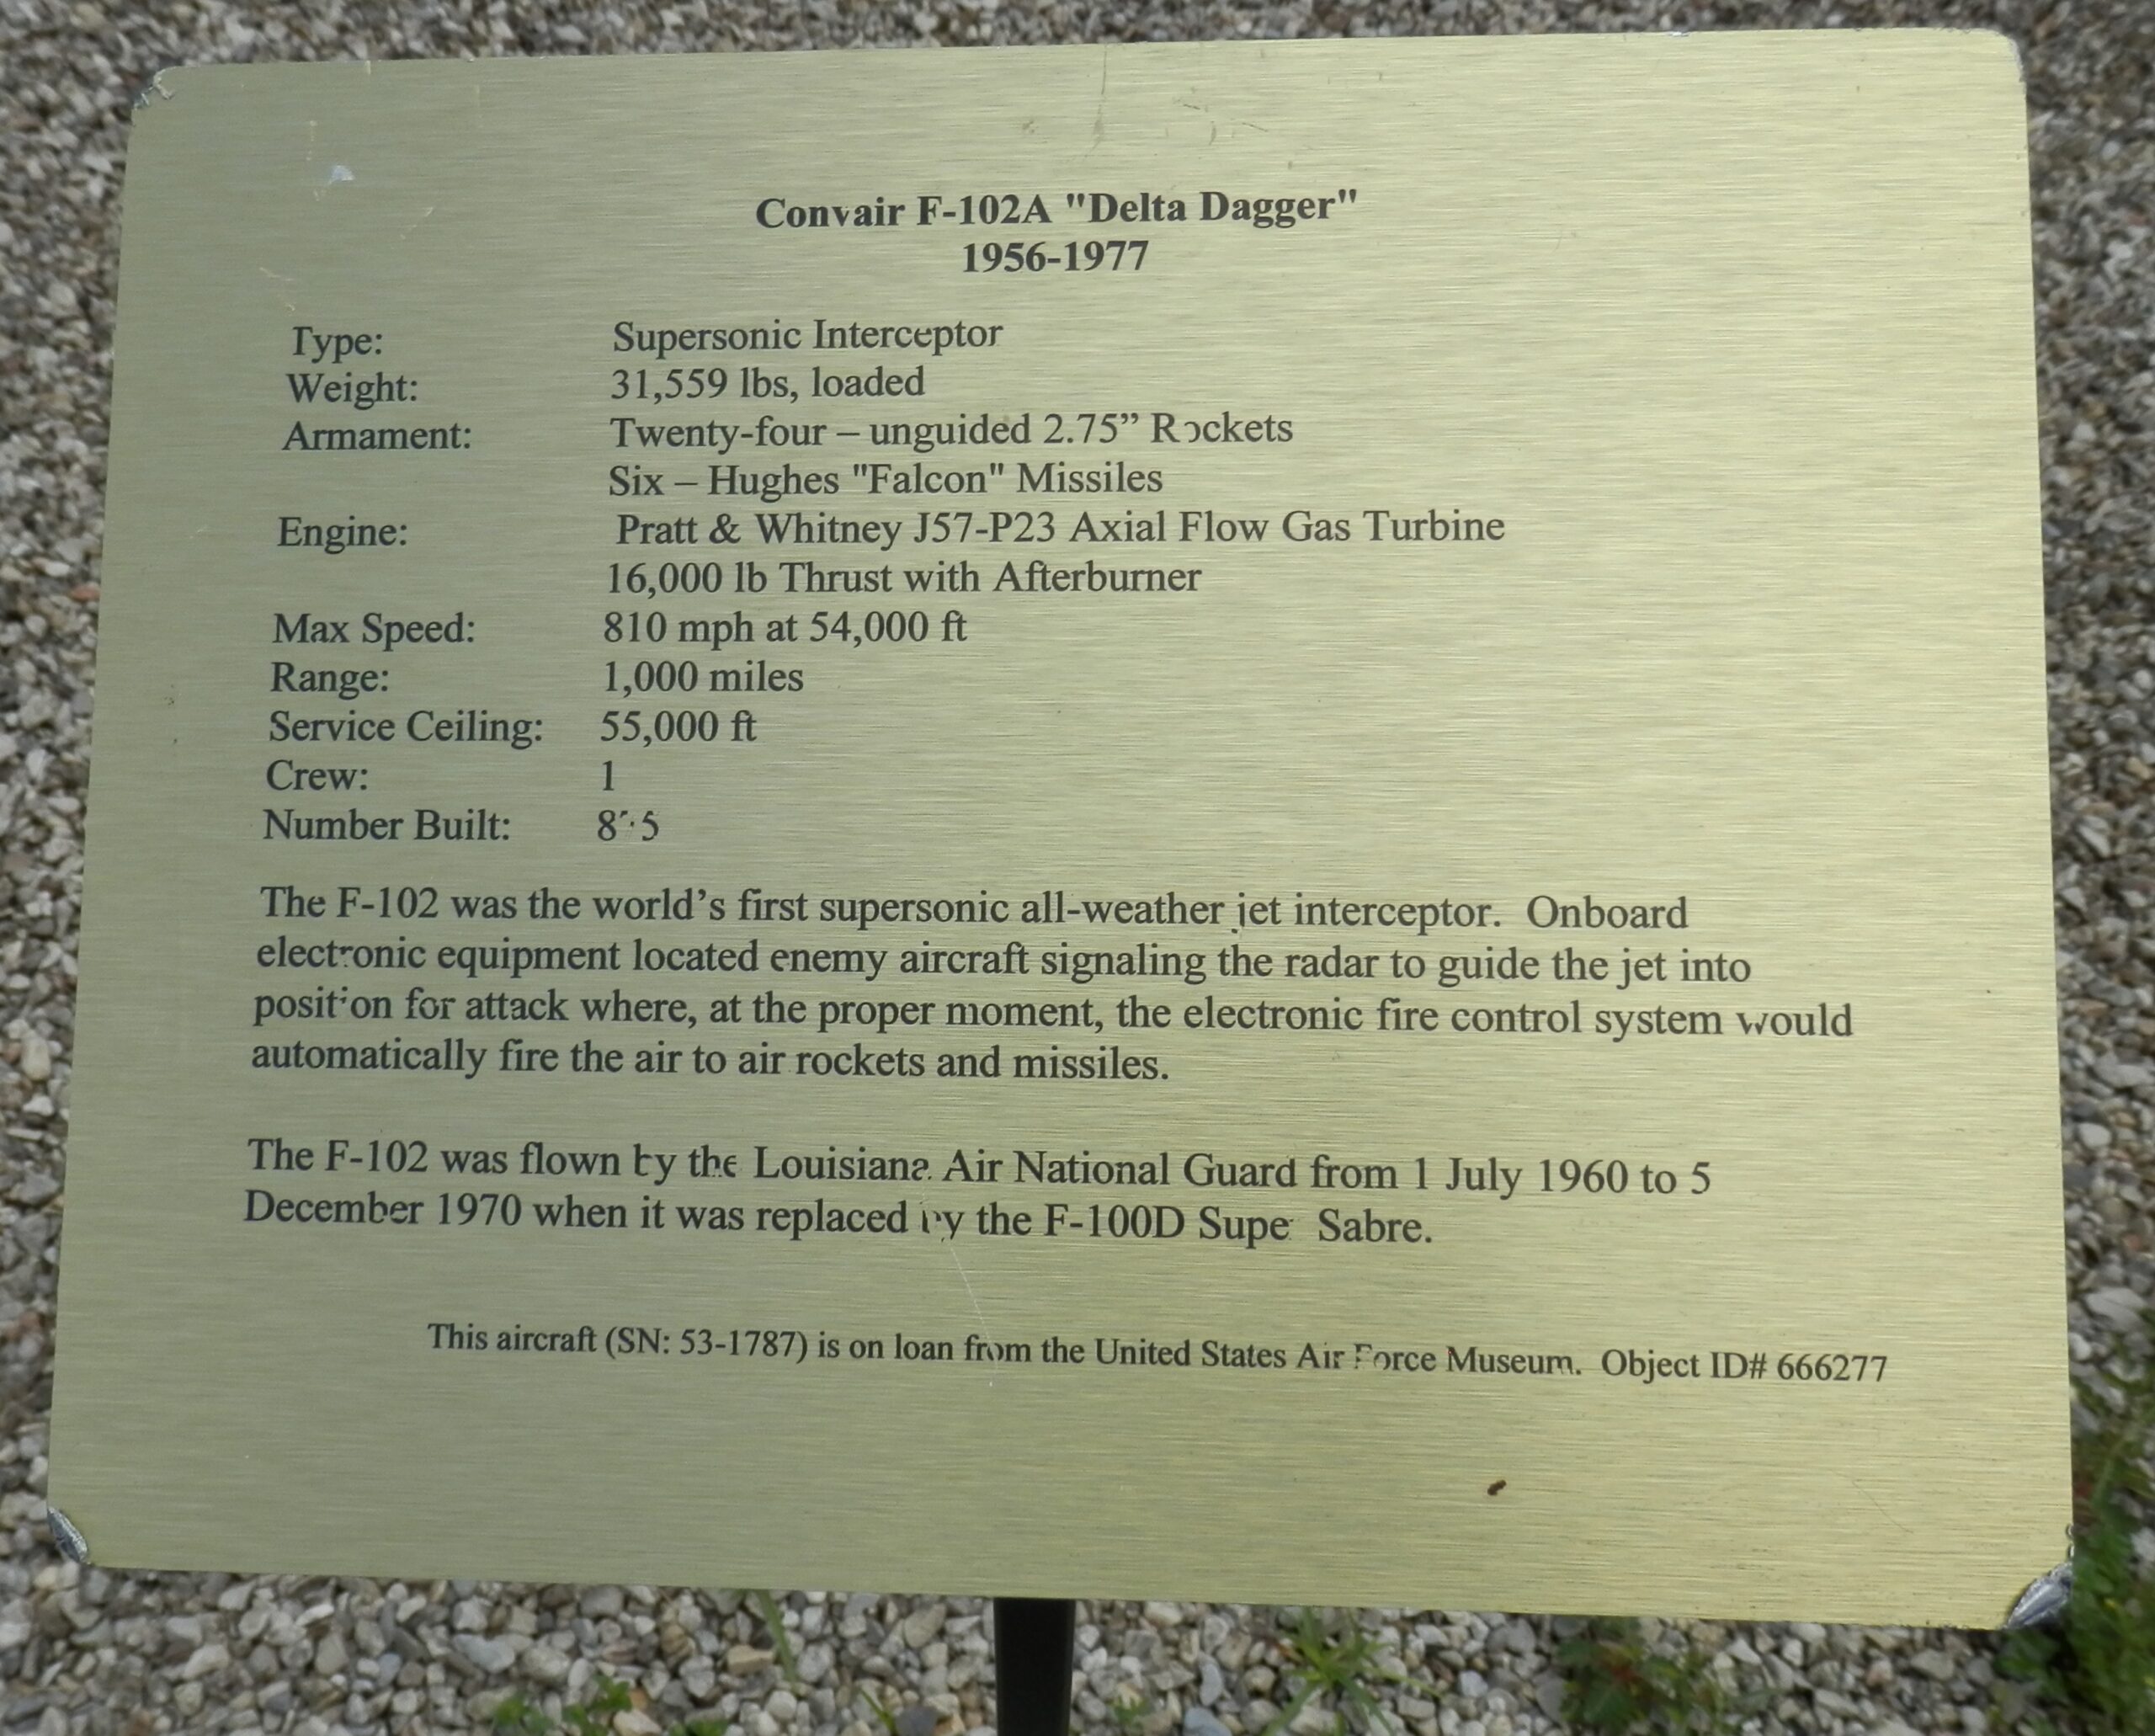 Convair F-102A "Delta Dagger"
1956-1977
Type: Supersonic Interceptor
Weight: 31,559 lbs, loaded
Armament: Twenty-four – unguided 2.75” Rockets
Six – Hughes "Falcon" Missiles
Engine: Pratt & Whitney J57-P23 Axial Flow Gas Turbine
16,000 lb Thrust with Afterburner
Max Speed: 810 mph at 54,000 ft
Range: 1,000 miles
Service Ceiling: 55,000 ft
Crew: 1
Number Built:
The F-102 was the world’s first supersonic all-weather jet interceptor. Onboard
electronic equipment located enemy aircraft signaling the radar to guide the jet into
position for attack where, at the proper moment, the electronic fire control system would
automatically fire the air to air rockets and missiles.
The F-102 was flown by the Louisiana Air National Guard from 1 July 1960 to 5
December 1970 when it was replaced by the F-100D Super Sabre.
This aircraft (SN: 53-1787) is on loan from the United States Air Force Museum. Object ID# 666277